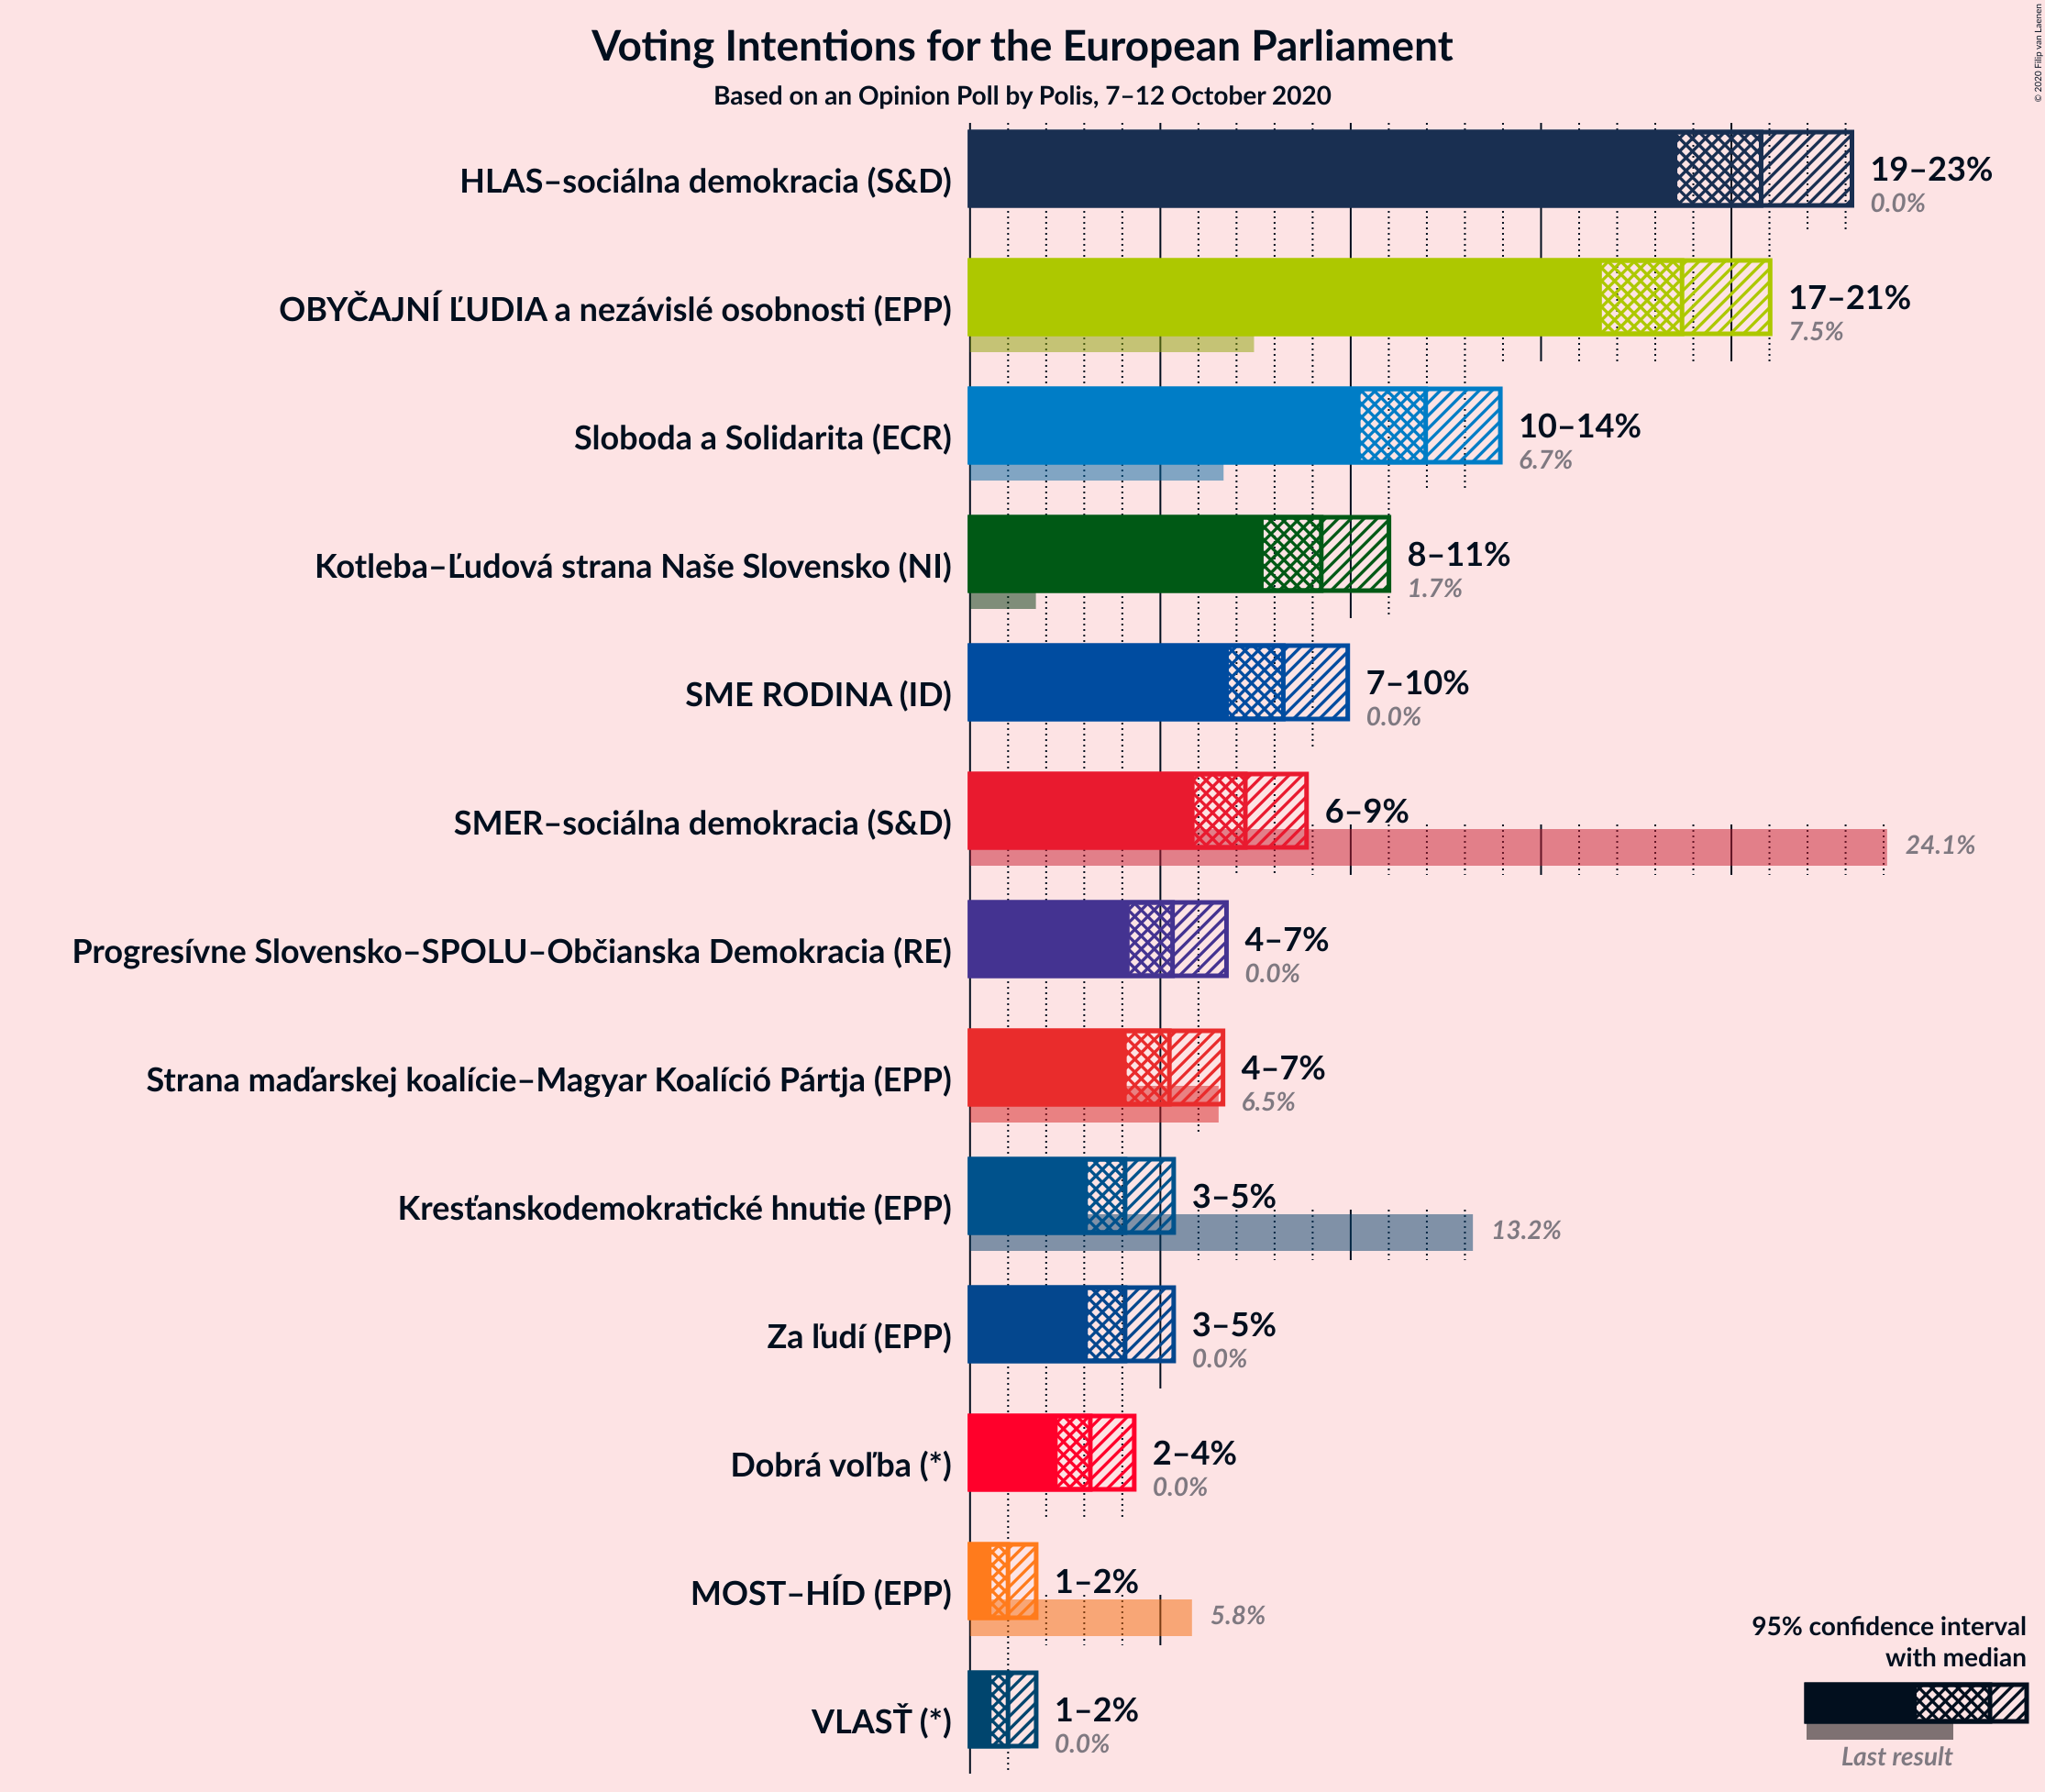 Voting Intentions for the European Parliament
Based on an Opinion Poll by Polis, 7–12 October 2020
© 2020 Filip van Laenen
HLAS–sociálna demokracia (S&D)
19–23%
0.0%
OBYČAJNÍ ĽUDIA a nezávislé osobnosti (EPP)
17–21%
7.5%
Sloboda a Solidarita (ECR)
10–14%
6.7%
Kotleba–Ľudová strana Naše Slovensko (NI)
8–11%
1.7%
SME RODINA (ID)
7–10%
0.0%
SMER–sociálna demokracia (S&D)
6–9%
24.1%
Progresívne Slovensko–SPOLU–Občianska Demokracia (RE)
4–7%
0.0%
Strana maďarskej koalície–Magyar Koalíció Pártja (EPP)
4–7%
6.5%
Kresťanskodemokratické hnutie (EPP)
3–5%
13.2%
Za ľudí (EPP)
3–5%
0.0%
Dobrá voľba (*)
2–4%
0.0%
MOST–HÍD (EPP)
1–2%
5.8%
VLASŤ (*)
1–2%
0.0%
95% confidence interval
with median
Last result